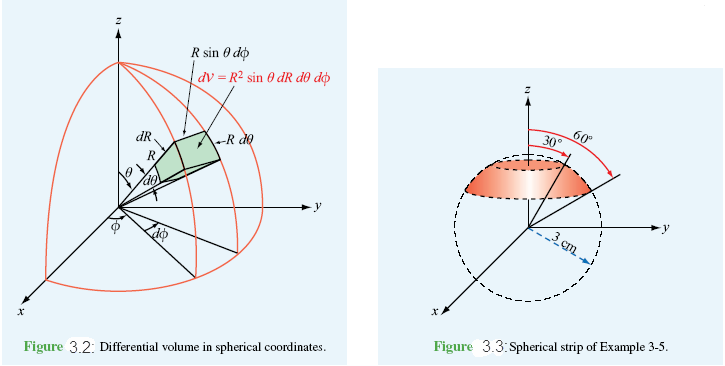 z
R sin θ dϕ
dV = R² sin θ dR dθ dϕ
dR
R dθ
R
θ
dθ
y
ϕ
dϕ
x
Figure 3.2: Differential volume in spherical coordinates.
z
60°
30°
y
3 cm
x
Figure 3.3: Spherical strip of Example 3-5.